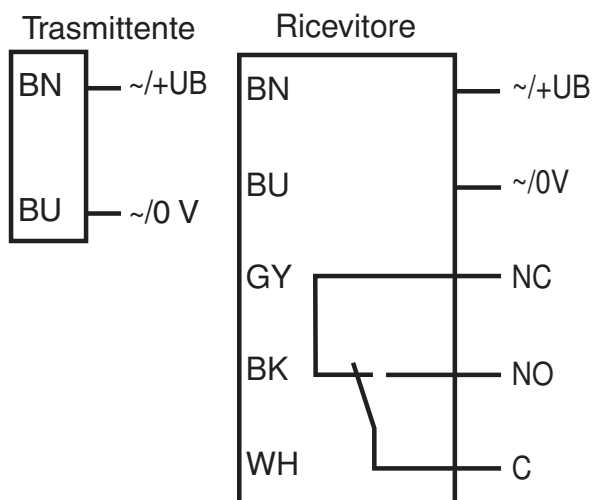 Trasmittente
BN ~/+UB
BU ~/0 V
Ricevitore
BN ~/+UB
BU ~/0V
GY NC
BK NO
WH C